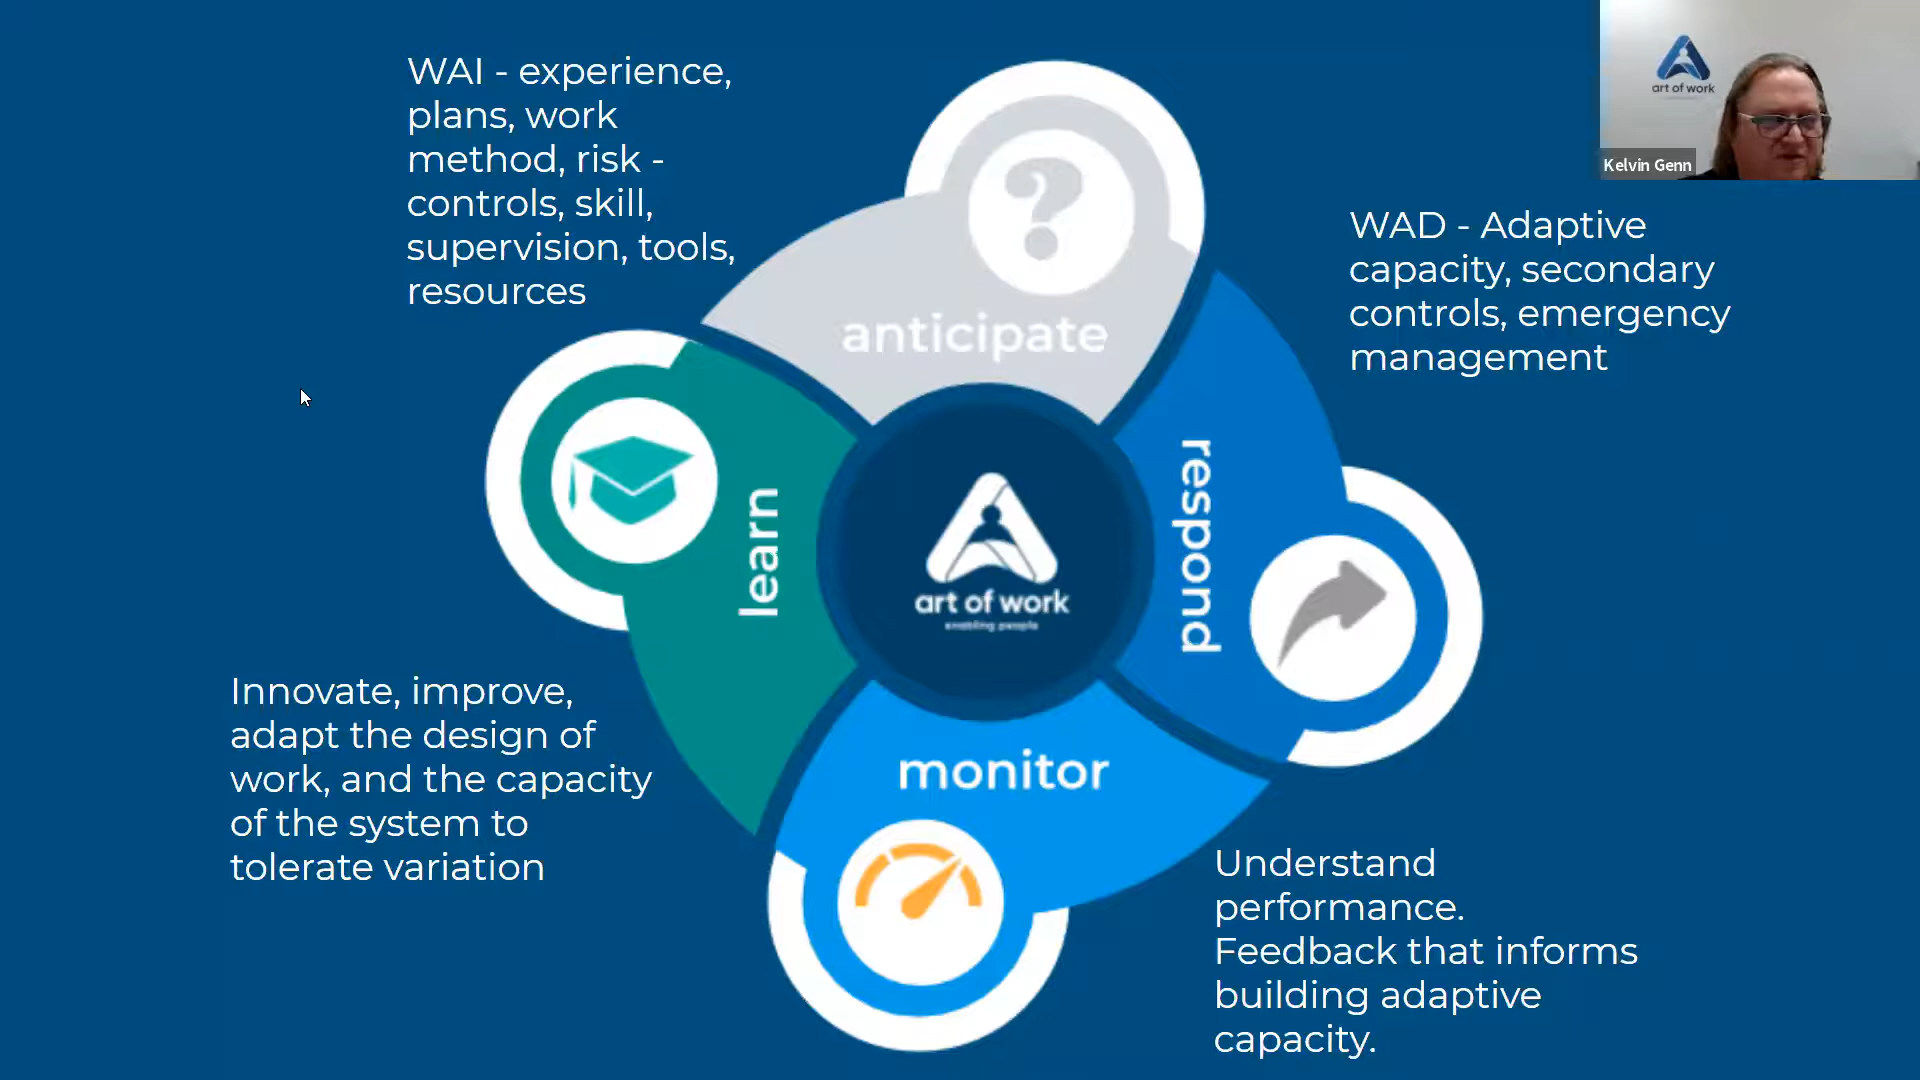 WAI - experience,
plans, work
method, risk -
controls, skill,
supervision, tools,
resources
art of work
Kelvin Genn
WAD - Adaptive
capacity, secondary
controls, emergency
management
anticipate
respond
learn
art of work
enabling people
monitor
Innovate, improve,
adapt the design of
work, and the capacity
of the system to
tolerate variation
Understand
performance.
Feedback that informs
building adaptive
capacity.